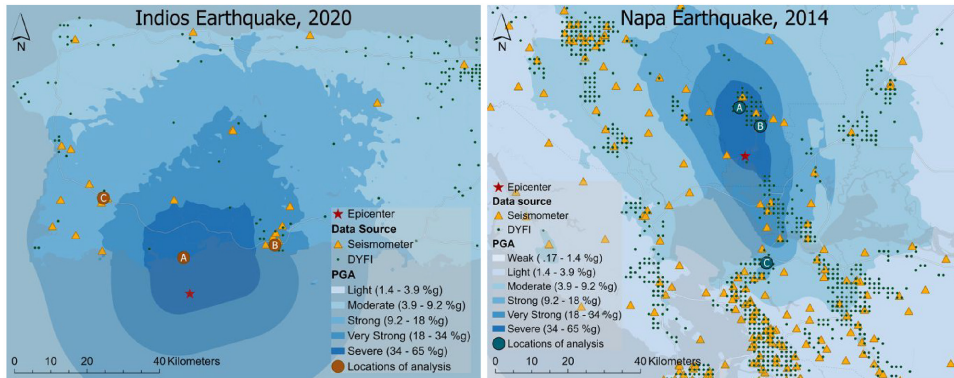 Indios Earthquake, 2020
N
C
A
B
Epicenter
Data Source
Seismometer
DYFI
PGA
Light (1.4 - 3.9 %g)
Moderate (3.9 - 9.2 %g)
Strong (9.2 - 18 %g)
Very Strong (18 - 34 %g)
Severe (34 - 65 %g)
Locations of analysis
0 10 20 40 Kilometers
Napa Earthquake, 2014
N
A
B
C
Epicenter
Data source
Seismometer
DYFI
PGA
Weak ( .17 - 1.4 %g)
Light (1.4 - 3.9 %g)
Moderate (3.9 - 9.2 %g)
Strong (9.2 - 18 %g)
Very Strong (18 - 34 %g)
Severe (34 - 65 %g)
Locations of analysis
0 10 20 40 Kilometers